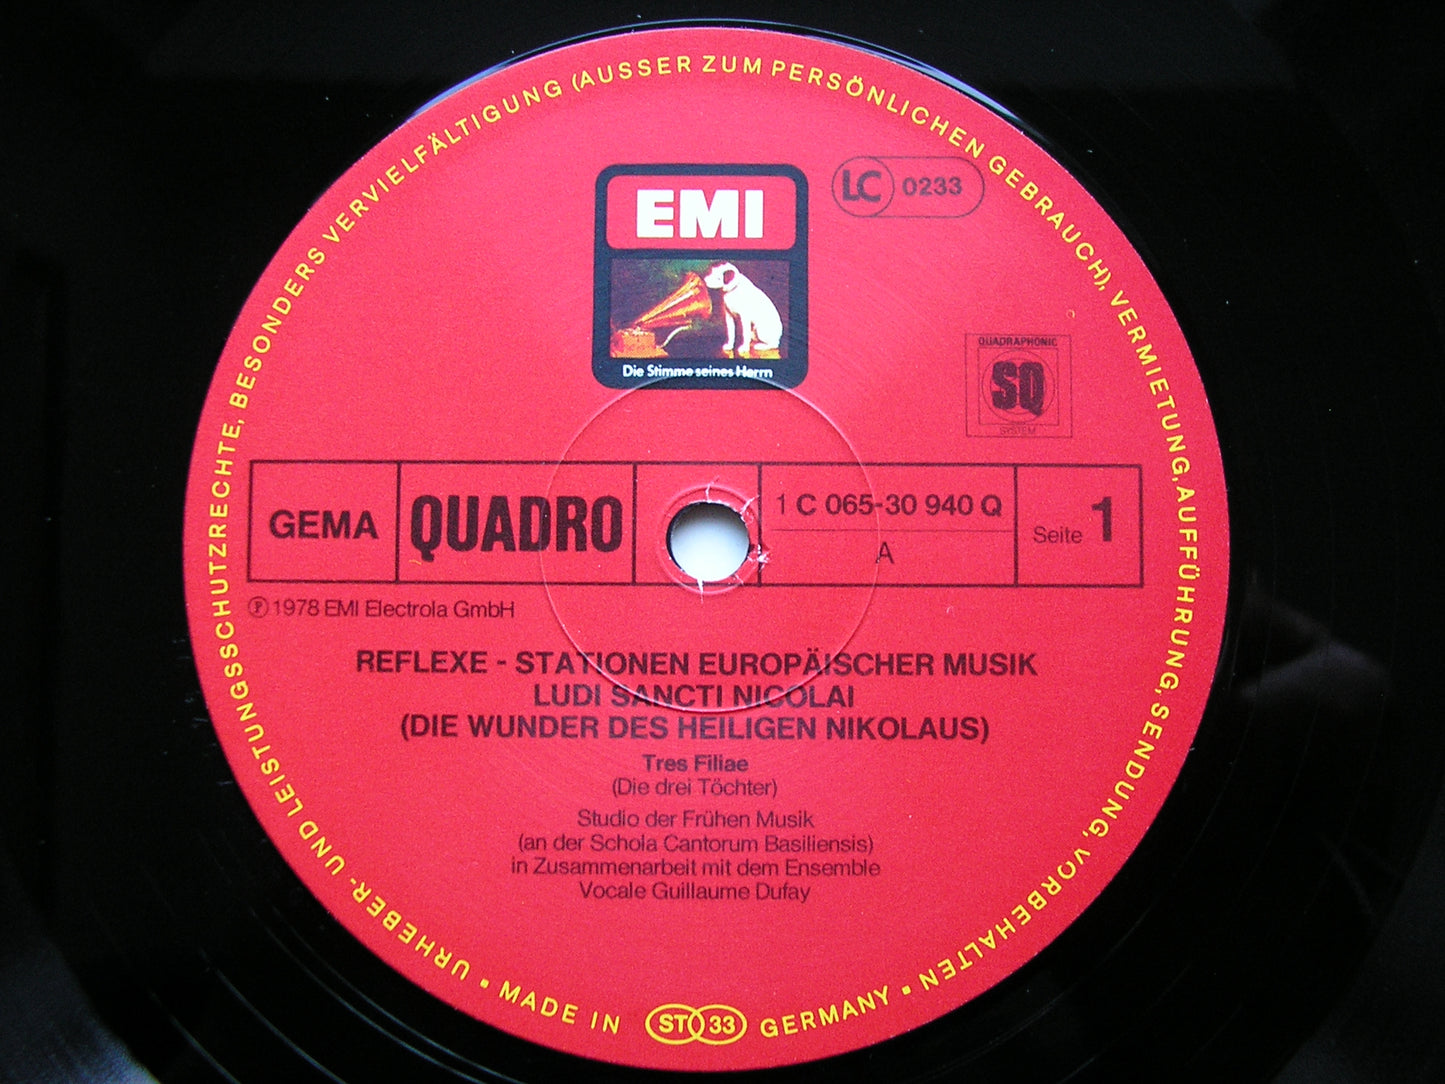 URHEBER- UND LEISTUNGSSCHUTZRECHTE, BESONDERS VERVIELFÄLTIGUNG (AUSSER ZUM PERSÖNLICHEN GEBRAUCH), VERMIETUNG, AUFFÜHRUNG, SENDUNG, VORBEHALTEN •
EMI
LC 0233
Die Stimme seines Herrn
QUADRAPHONIC
SQ
SYSTEM
GEMA QUADRO 1 C 065-30 940 Q
A
Seite 1
℗ 1978 EMI Electrola GmbH
REFLEXE - STATIONEN EUROPÄISCHER MUSIK
LUDI SANCTI NICOLAI
(DIE WUNDER DES HEILIGEN NIKOLAUS)
Tres Filiae
(Die drei Töchter)
Studio der Frühen Musik
(an der Schola Cantorum Basiliensis)
in Zusammenarbeit mit dem Ensemble
Vocale Guillaume Dufay
• MADE IN ST 33 GERMANY